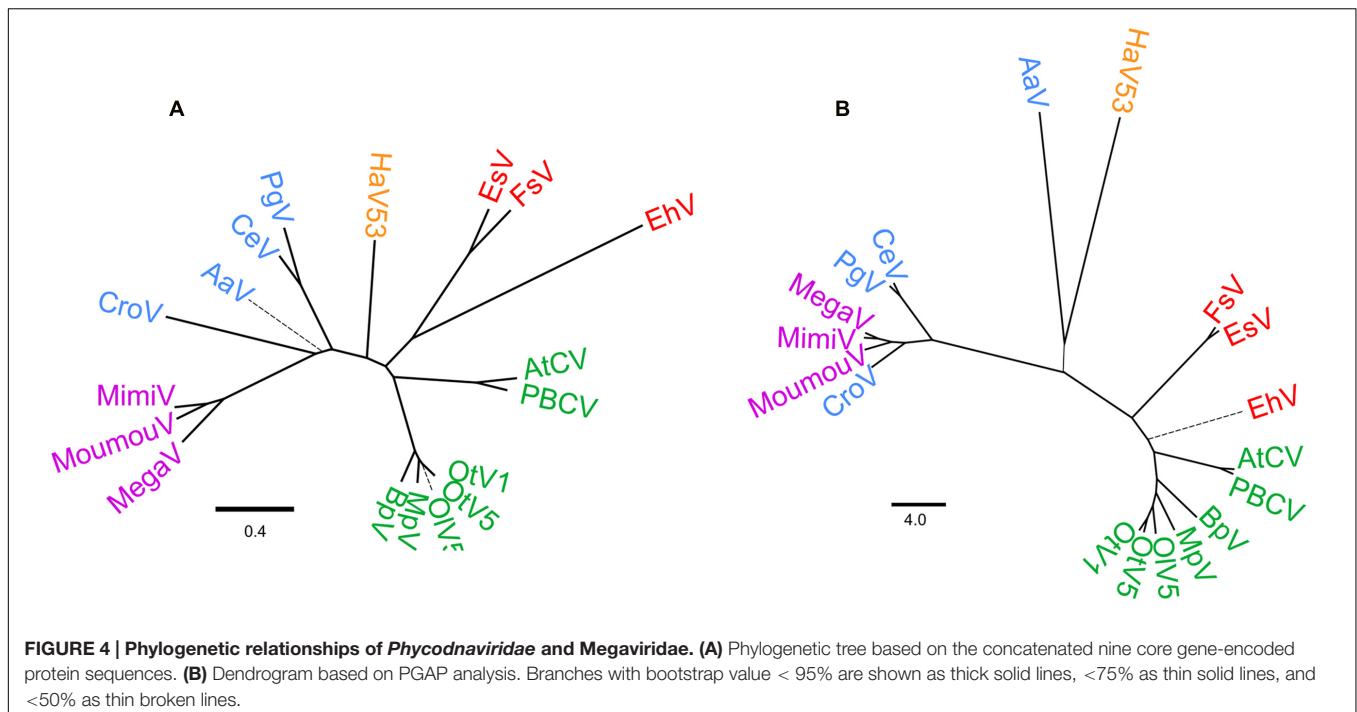 A
PgV
CeV
AaV
CroV
MimiV
MoumouV
MegaV
HaV53
EsV
FsV
EhV
AtCV
PBCV
OtV1
OtV5
MpV
BpV
0.4
B
AaV
HaV53
CeV
PgV
MegaV
MimiV
MoumouV
CroV
FsV
EsV
EhV
AtCV
PBCV
BpV
MpV
OlV5
OtV5
OtV1
4.0
FIGURE 4 | Phylogenetic relationships of Phycodnaviridae and Megaviridae. (A) Phylogenetic tree based on the concatenated nine core gene-encoded
protein sequences. (B) Dendrogram based on PGAP analysis. Branches with bootstrap value < 95% are shown as thick solid lines, <75% as thin solid lines, and
<50% as thin broken lines.